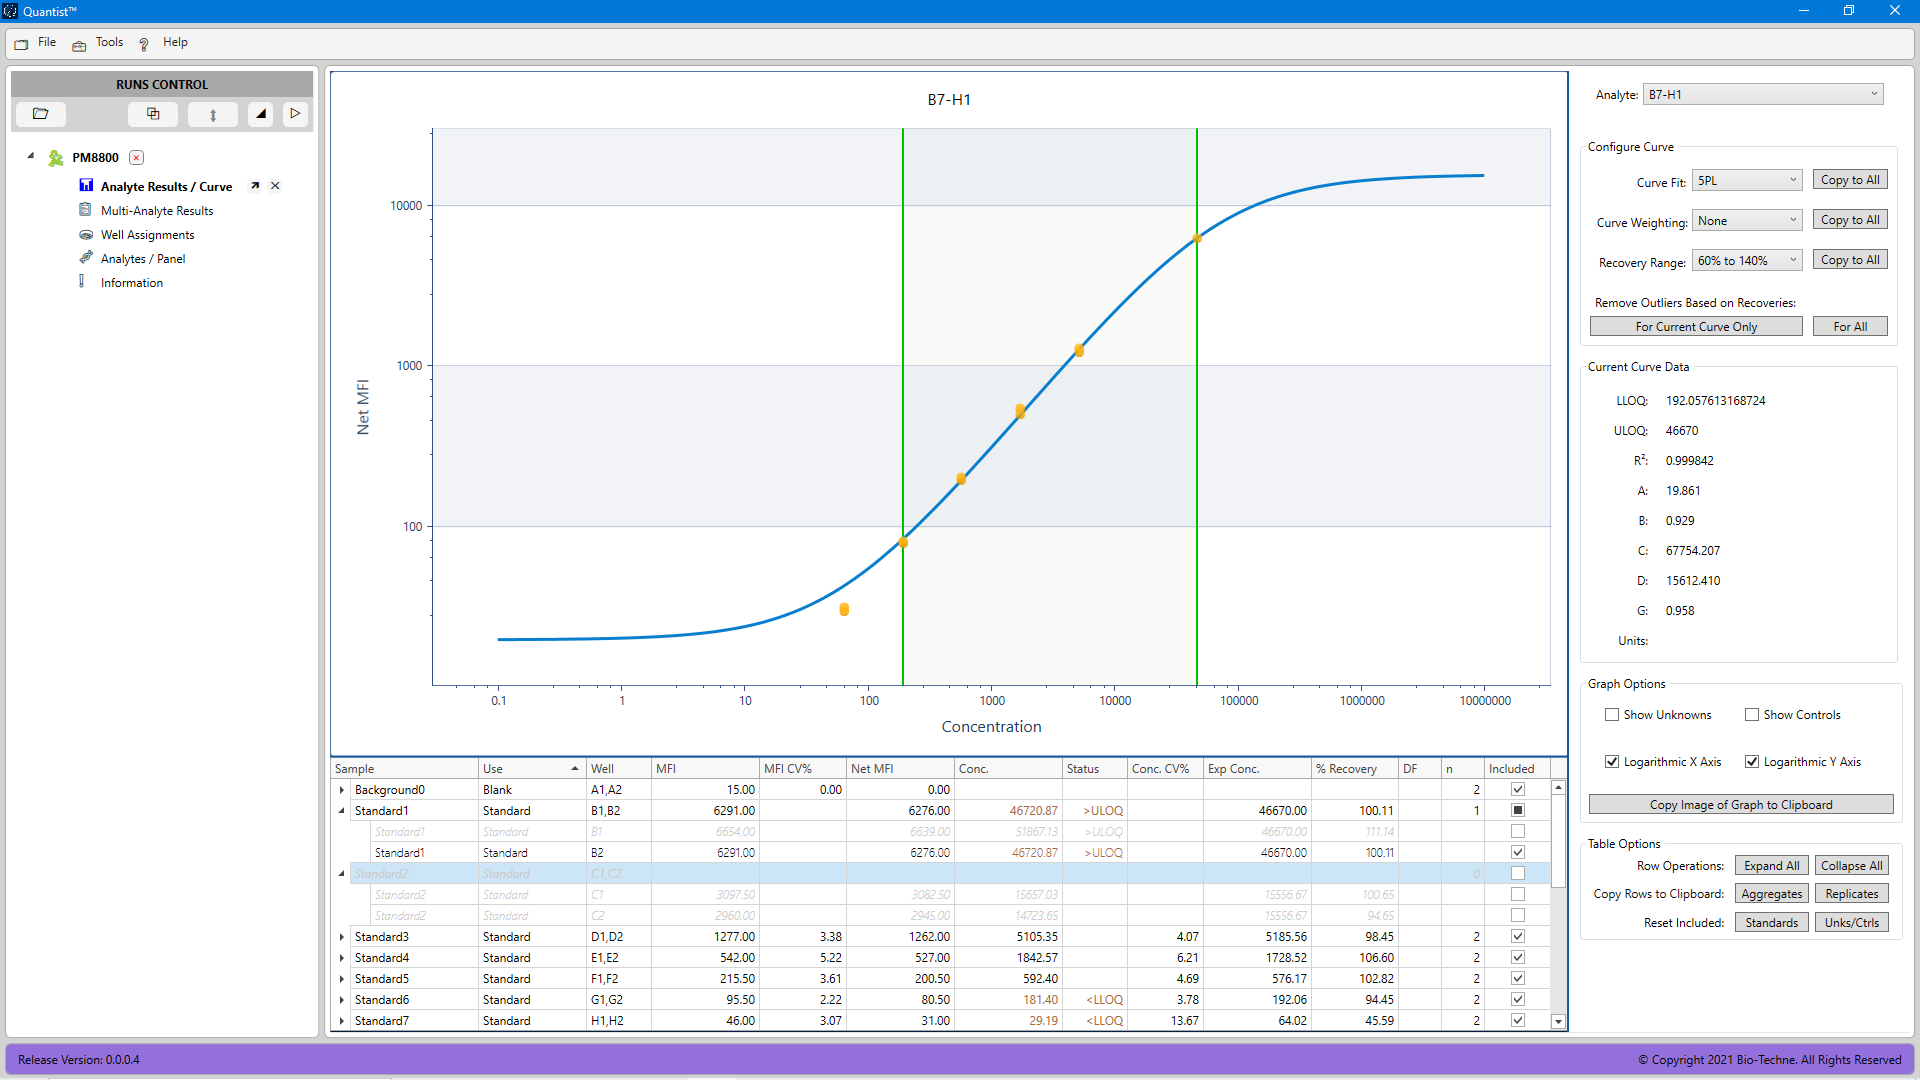 Quantist™
File Tools Help
RUNS CONTROL
PM8800
Analyte Results / Curve
Multi-Analyte Results
Well Assignments
Analytes / Panel
Information
B7-H1
10000
1000
100
Net MFI
0.1 1 10 100 1000 10000 100000 1000000 10000000
Concentration
Sample Use Well MFI MFI CV% Net MFI Conc. Status Conc. CV% Exp Conc. % Recovery DF n Included
Background0 Blank A1,A2 15.00 0.00 0.00 2
Standard1 Standard B1,B2 6291.00 6276.00 46720.87 >ULOQ 46670.00 100.11 1
Standard1 Standard B1 6654.00 6639.00 51867.13 >ULOQ 46670.00 111.14
Standard1 Standard B2 6291.00 6276.00 46720.87 >ULOQ 46670.00 100.11
Standard2 Standard C1,C2 0
Standard2 Standard C1 3097.50 3082.50 15657.03 15556.67 100.65
Standard2 Standard C2 2960.00 2945.00 14723.65 15556.67 94.65
Standard3 Standard D1,D2 1277.00 3.38 1262.00 5105.35 4.07 5185.56 98.45 2
Standard4 Standard E1,E2 542.00 5.22 527.00 1842.57 6.21 1728.52 106.60 2
Standard5 Standard F1,F2 215.50 3.61 200.50 592.40 4.69 576.17 102.82 2
Standard6 Standard G1,G2 95.50 2.22 80.50 181.40 <LLOQ 3.78 192.06 94.45 2
Standard7 Standard H1,H2 46.00 3.07 31.00 29.19 <LLOQ 13.67 64.02 45.59 2
Analyte: B7-H1
Configure Curve
Curve Fit: 5PL Copy to All
Curve Weighting: None Copy to All
Recovery Range: 60% to 140% Copy to All
Remove Outliers Based on Recoveries:
For Current Curve Only For All
Current Curve Data
LLOQ: 192.057613168724
ULOQ: 46670
R²: 0.999842
A: 19.861
B: 0.929
C: 67754.207
D: 15612.410
G: 0.958
Units:
Graph Options
Show Unknowns Show Controls
Logarithmic X Axis Logarithmic Y Axis
Copy Image of Graph to Clipboard
Table Options
Row Operations: Expand All Collapse All
Copy Rows to Clipboard: Aggregates Replicates
Reset Included: Standards Unks/Ctrls
Release Version: 0.0.0.4
© Copyright 2021 Bio-Techne. All Rights Reserved